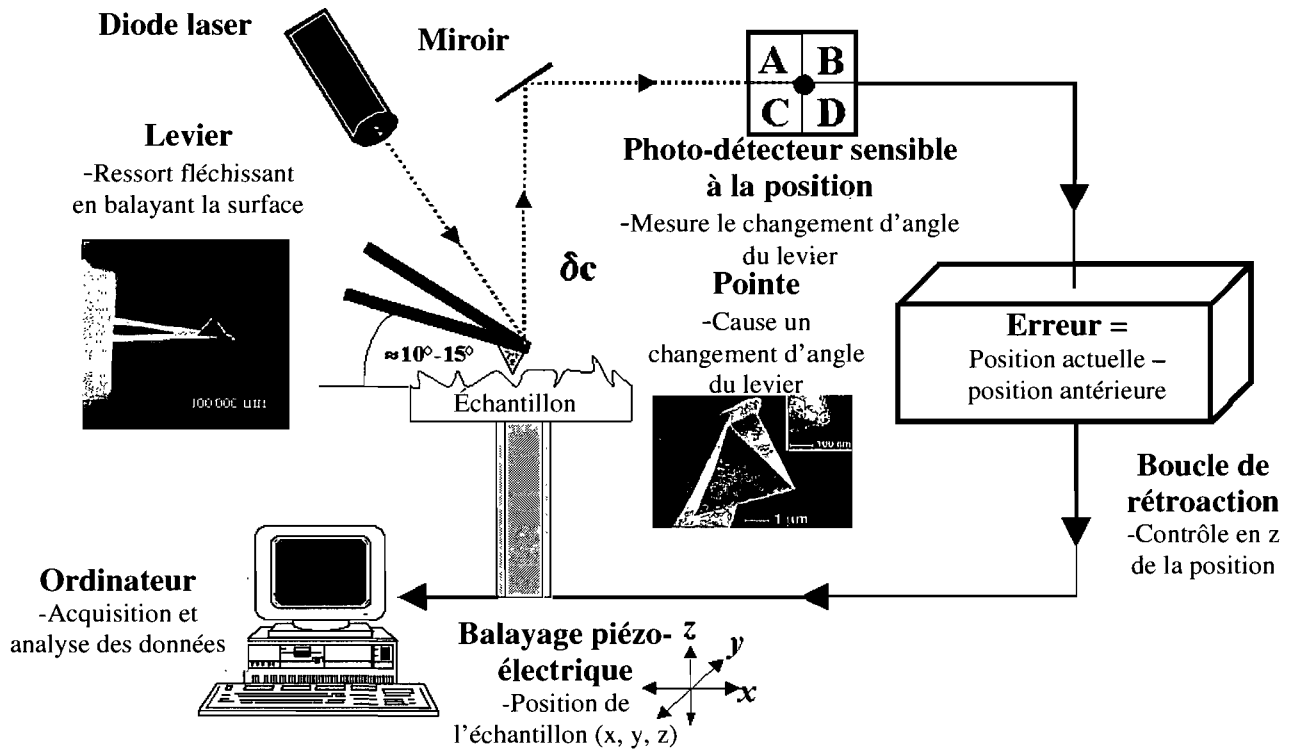 Diode laser
Miroir
A B
C D
Levier
-Ressort fléchissant
en balayant la surface
100 000 µm
δc
≈10°-15°
Échantillon
Photo-détecteur sensible
à la position
-Mesure le changement d'angle
du levier
Pointe
-Cause un
changement d'angle
du levier
100 nm
1 µm
Erreur =
Position actuelle –
position antérieure
Boucle de
rétroaction
-Contrôle en z
de la position
Ordinateur
-Acquisition et
analyse des données
Balayage piézo-
électrique
-Position de
l'échantillon (x, y, z)
z
y
x